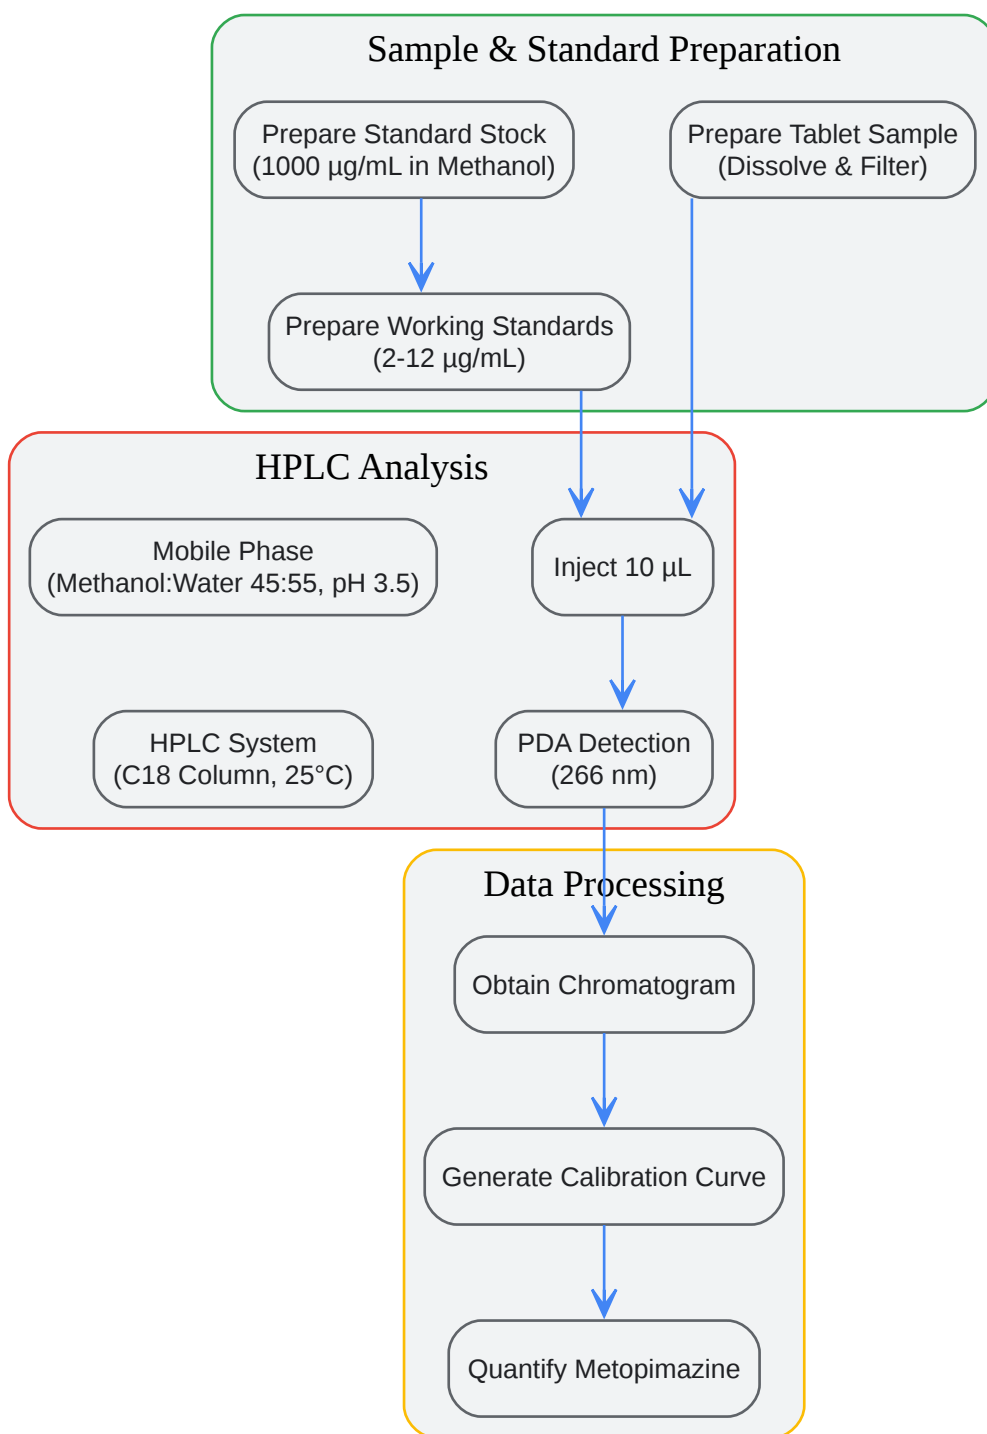 Sample & Standard Preparation
Prepare Standard Stock
(1000 µg/mL in Methanol)
Prepare Tablet Sample
(Dissolve & Filter)
Prepare Working Standards
(2-12 µg/mL)
HPLC Analysis
Mobile Phase
(Methanol:Water 45:55, pH 3.5)
Inject 10 µL
HPLC System
(C18 Column, 25°C)
PDA Detection
(266 nm)
Data Processing
Obtain Chromatogram
Generate Calibration Curve
Quantify Metopimazine